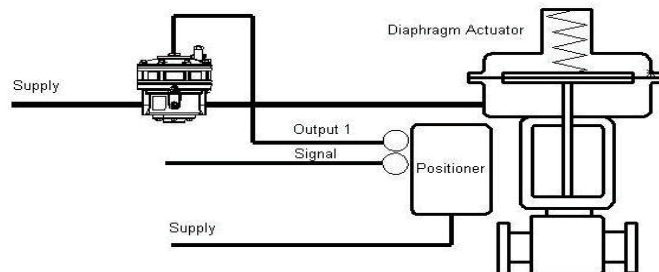 Diaphragm Actuator
Supply
Output 1
Signal
Positioner
Supply